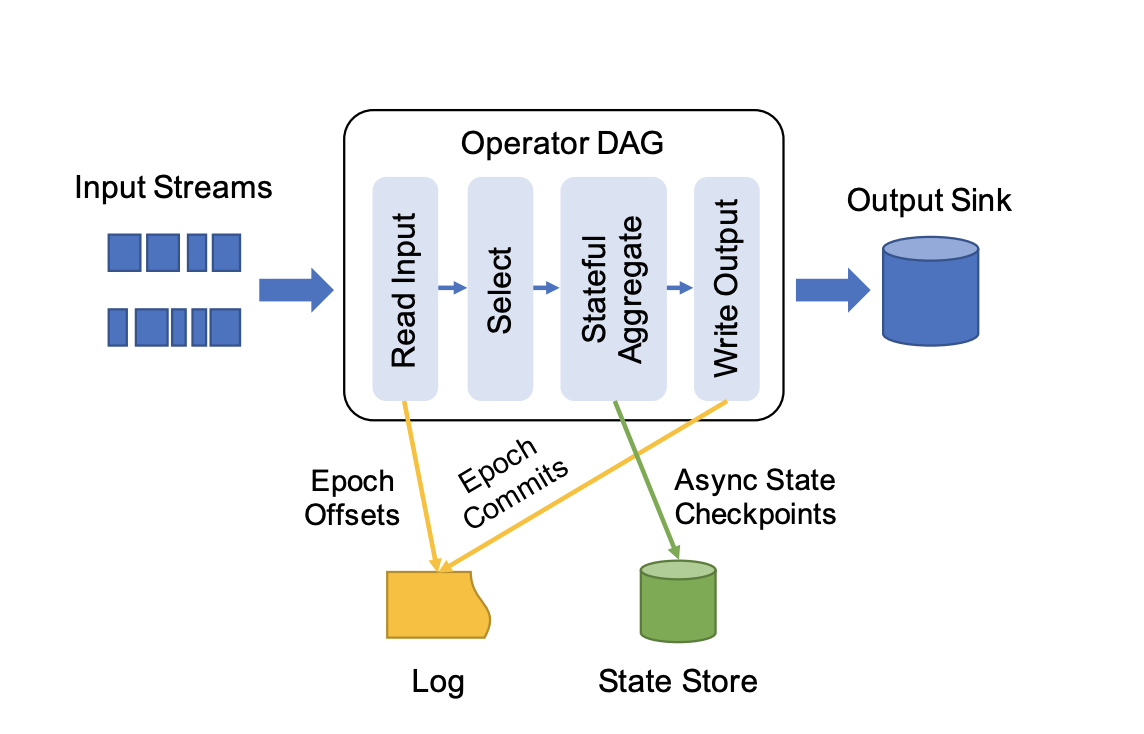 Operator DAG
Input Streams
Output Sink
Read Input
Select
Stateful
Aggregate
Write Output
Epoch
Offsets
Epoch
Commits
Async State
Checkpoints
Log
State Store